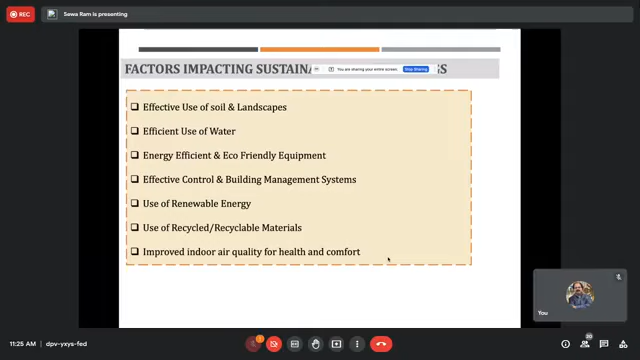 REC
Sewa Ram is presenting
FACTORS IMPACTING SUSTAINA GS
You are sharing your entire screen.
Stop Sharing
Effective Use of soil & Landscapes
Efficient Use of Water
Energy Efficient & Eco Friendly Equipment
Effective Control & Building Management Systems
Use of Renewable Energy
Use of Recycled/Recyclable Materials
Improved indoor air quality for health and comfort
You
11:25 AM
dpv-yxys-fed
20